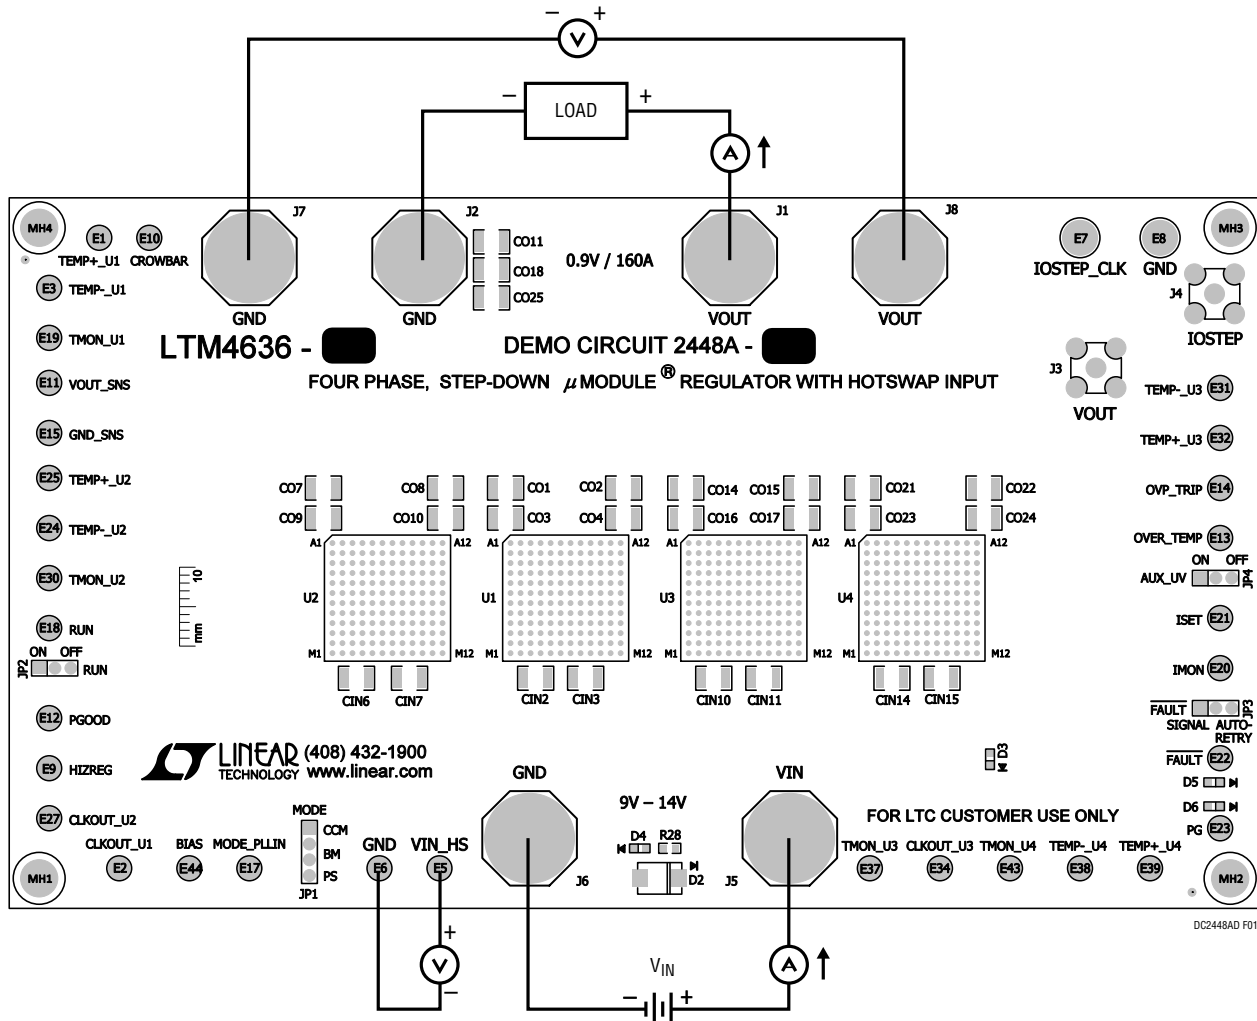 − V +
− LOAD +
A
MH4 E1 E10 J7 J2 J1 J8 E7 E8 MH3
TEMP+_U1 CROWBAR
CO11
CO18
CO25
0.9V / 160A
IOSTEP_CLK GND
E3 TEMP-_U1
J4
IOSTEP
GND GND VOUT VOUT
E19 TMON_U1
LTM4636 - DEMO CIRCUIT 2448A -
FOUR PHASE, STEP-DOWN µMODULE® REGULATOR WITH HOTSWAP INPUT
J3
VOUT
E11 VOUT_SNS
TEMP-_U3 E31
E15 GND_SNS
TEMP+_U3 E32
E25 TEMP+_U2
OVP_TRIP E14
CO7 CO8 CO1 CO2 CO14 CO15 CO21 CO22
CO9 CO10 CO3 CO4 CO16 CO17 CO23 CO24
E24 TEMP-_U2
OVER_TEMP E13
ON OFF
AUX_UV JP4
A1 A12 A1 A12 A1 A12 A1 A12
E30 TMON_U2
10
mm
U2 U1 U3 U4
ISET E21
E18 RUN
ON OFF
JP2 RUN
M1 M12 M1 M12 M1 M12 M1 M12
IMON E20
CIN6 CIN7 CIN2 CIN3 CIN10 CIN11 CIN14 CIN15
E12 PGOOD
FAULT JP3
SIGNAL AUTO-
RETRY
LINEAR (408) 432-1900
TECHNOLOGY www.linear.com
D3
FAULT E22
E9 HIZREG
GND VIN
D5
D6
9V – 14V
E27 CLKOUT_U2
FOR LTC CUSTOMER USE ONLY
PG E23
MODE
CCM
BM
PS
JP1
CLKOUT_U1 BIAS MODE_PLLIN GND VIN_HS
D4 R28
D2
TMON_U3 CLKOUT_U3 TMON_U4 TEMP-_U4 TEMP+_U4
MH1 E2 E44 E17 E6 E5 J6 J5 E37 E34 E43 E38 E39 MH2
DC2448AD F01
+
V
−
VIN
− +
A